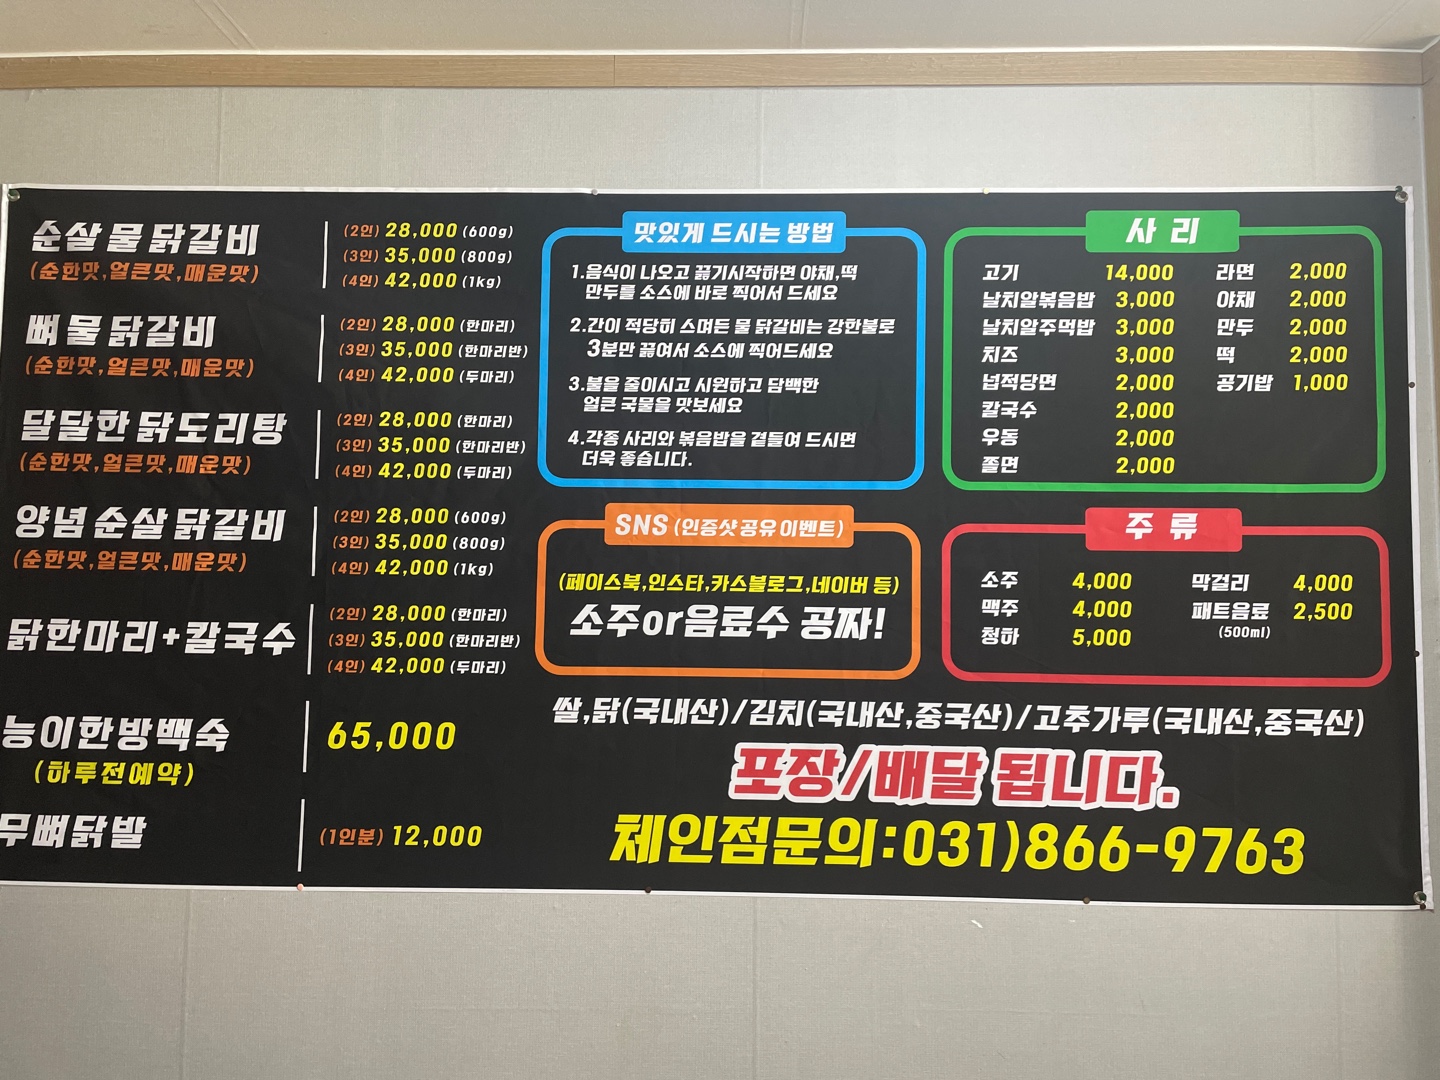 순살 물 닭갈비
(순한맛,얼큰맛,매운맛)
(2인) 28,000 (600g)
(3인) 35,000 (800g)
(4인) 42,000 (1kg)
뼈 물 닭갈비
(순한맛,얼큰맛,매운맛)
(2인) 28,000 (한마리)
(3인) 35,000 (한마리반)
(4인) 42,000 (두마리)
달달한 닭도리탕
(순한맛,얼큰맛,매운맛)
(2인) 28,000 (한마리)
(3인) 35,000 (한마리반)
(4인) 42,000 (두마리)
양념 순살 닭갈비
(순한맛,얼큰맛,매운맛)
(2인) 28,000 (600g)
(3인) 35,000 (800g)
(4인) 42,000 (1kg)
닭한마리+칼국수
(2인) 28,000 (한마리)
(3인) 35,000 (한마리반)
(4인) 42,000 (두마리)
능이한방백숙
(하루전예약)
65,000
무뼈닭발
(1인분) 12,000
맛있게 드시는 방법
1.음식이 나오고 끓기시작하면 야채,떡
만두를 소스에 바로 찍어서 드세요
2.간이 적당히 스며든 물 닭갈비는 강한불로
3분만 끓여서 소스에 찍어드세요
3.불을 줄이시고 시원하고 담백한
얼큰 국물을 맛보세요
4.각종 사리와 볶음밥을 곁들여 드시면
더욱 좋습니다.
SNS (인증샷 공유 이벤트)
(페이스북,인스타,카스블로그,네이버 등)
소주or음료수 공짜!
사 리
고기 14,000 라면 2,000
날치알볶음밥 3,000 야채 2,000
날치알주먹밥 3,000 만두 2,000
치즈 3,000 떡 2,000
넙적당면 2,000 공기밥 1,000
칼국수 2,000
우동 2,000
쫄면 2,000
주 류
소주 4,000 막걸리 4,000
맥주 4,000 패트음료 2,500
청하 5,000 (500ml)
쌀,닭(국내산)/김치(국내산,중국산)/고추가루(국내산,중국산)
포장/배달 됩니다.
체인점문의:031)866-9763